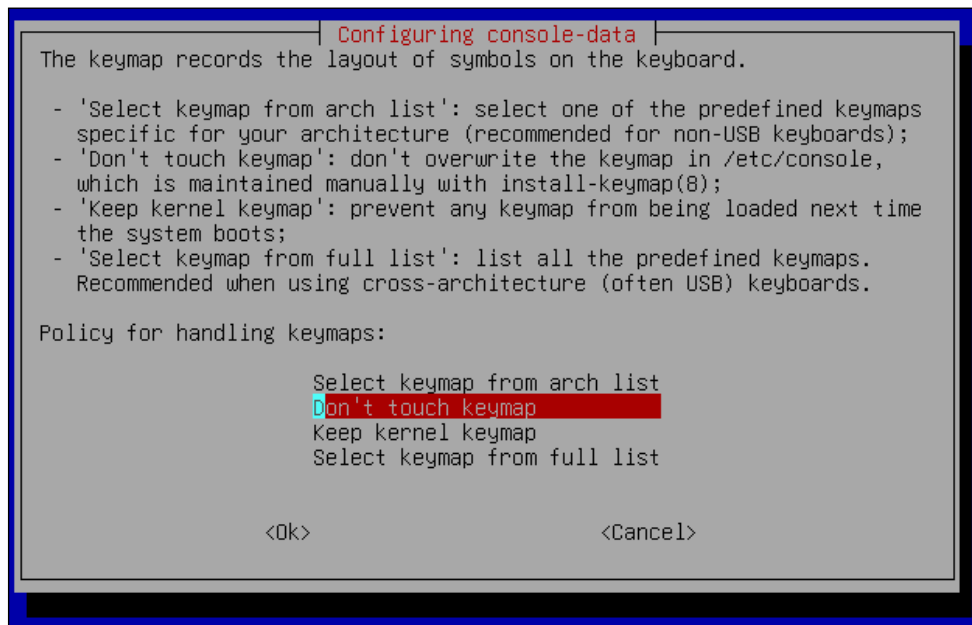 Configuring console-data
The keymap records the layout of symbols on the keyboard.
- 'Select keymap from arch list': select one of the predefined keymaps
specific for your architecture (recommended for non-USB keyboards);
- 'Don't touch keymap': don't overwrite the keymap in /etc/console,
which is maintained manually with install-keymap(8);
- 'Keep kernel keymap': prevent any keymap from being loaded next time
the system boots;
- 'Select keymap from full list': list all the predefined keymaps.
Recommended when using cross-architecture (often USB) keyboards.
Policy for handling keymaps:
Select keymap from arch list
Don't touch keymap
Keep kernel keymap
Select keymap from full list
<Ok> <Cancel>